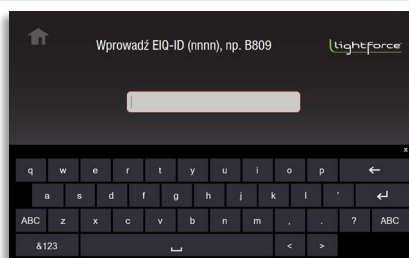 Wprowadź EIQ-ID (nnnn), np. B809
Lightforce
x
q w e r t y u i o p ←
a s d f g h j k l ' ↵
ABC z x c v b n m , . ? ABC
&123 < >